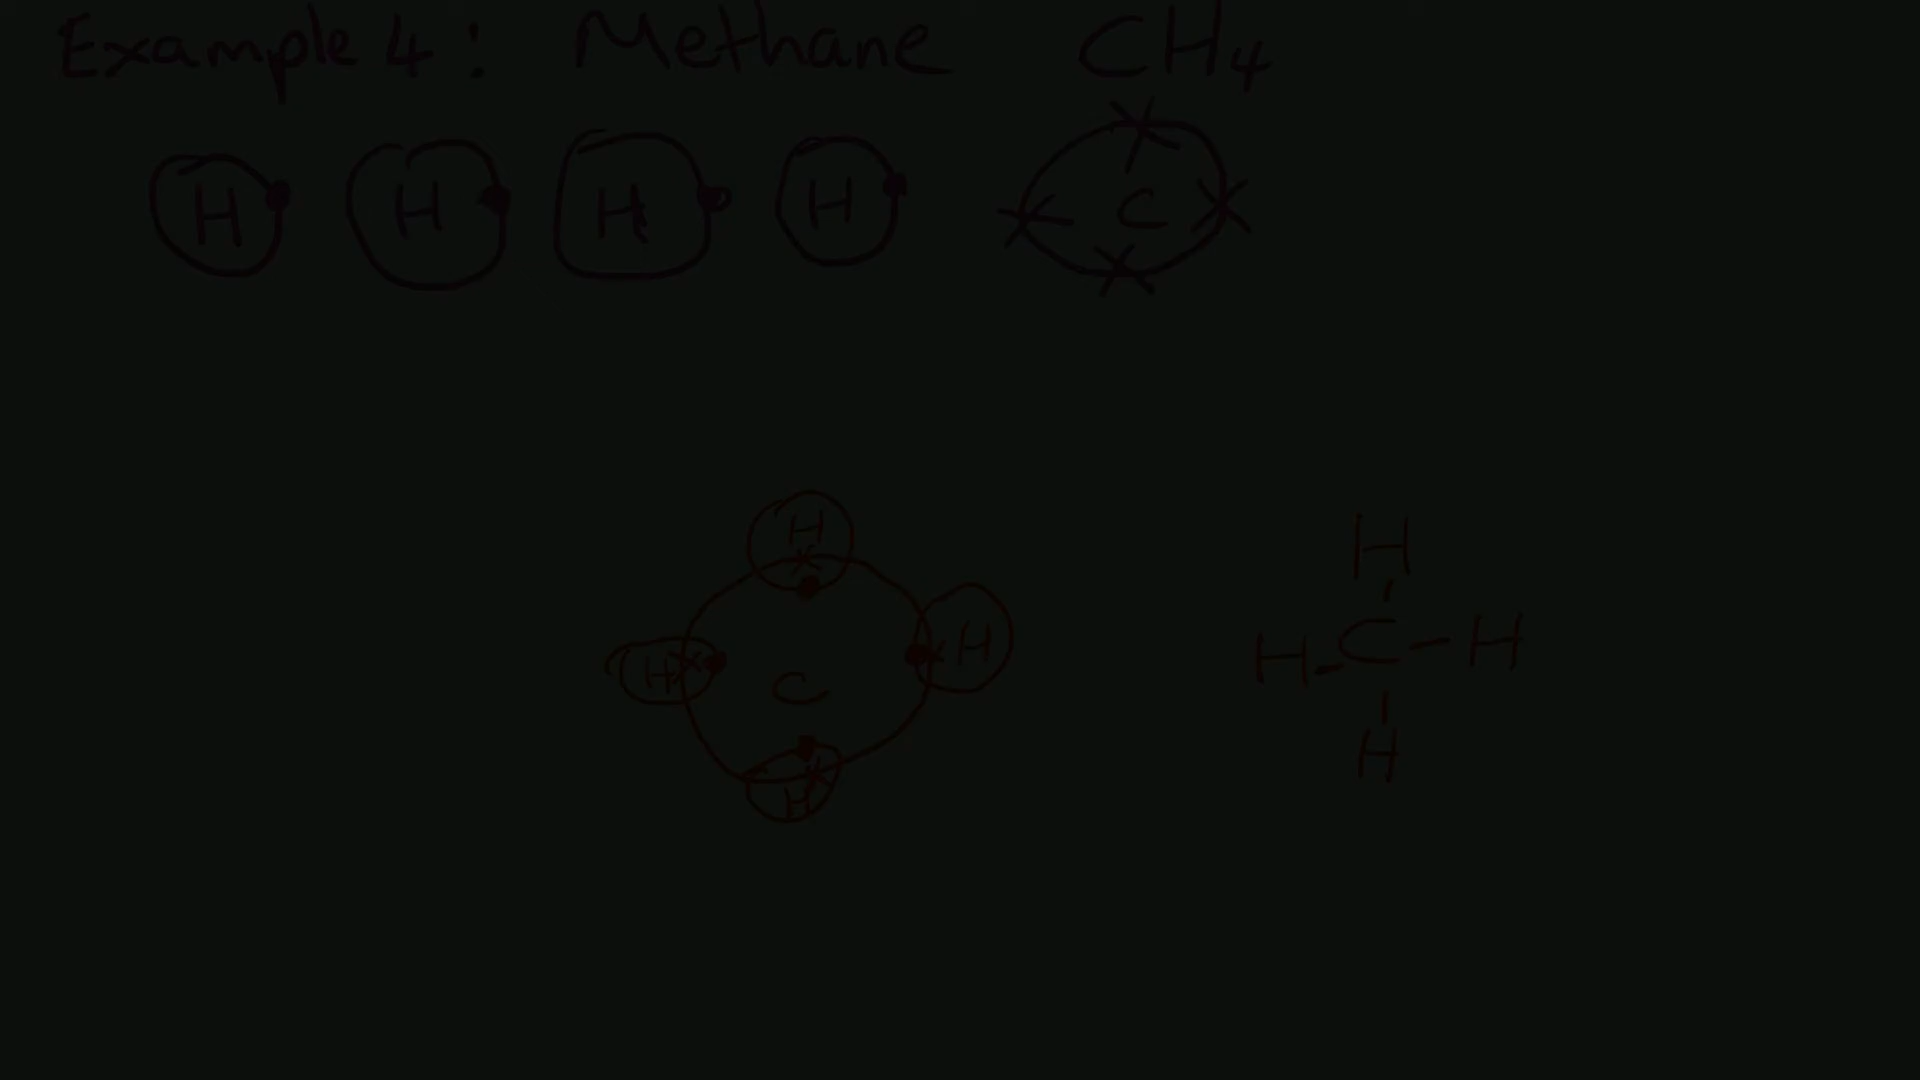 Example 4: Methane CH4
H H H H C
H
H C H
H
H
H-C-H
H